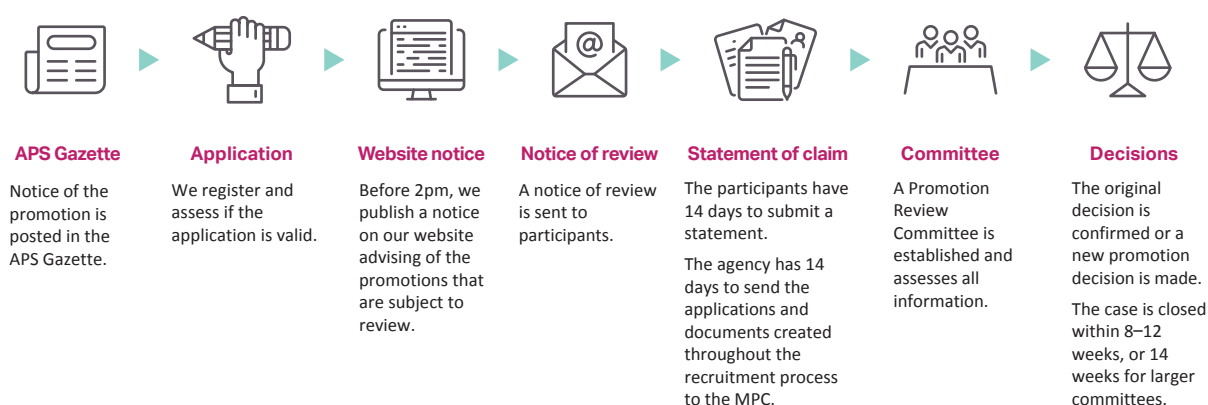 APS Gazette
Notice of the
promotion is
posted in the
APS Gazette.
Application
We register and
assess if the
application is valid.
Website notice
Before 2pm, we
publish a notice
on our website
advising of the
promotions that
are subject to
review.
Notice of review
A notice of review
is sent to
participants.
Statement of claim
The participants have
14 days to submit a
statement.
The agency has 14
days to send the
applications and
documents created
throughout the
recruitment process
to the MPC.
Committee
A Promotion
Review
Committee is
established and
assesses all
information.
Decisions
The original
decision is
confirmed or a
new promotion
decision is made.
The case is closed
within 8–12
weeks, or 14
weeks for larger
committees.